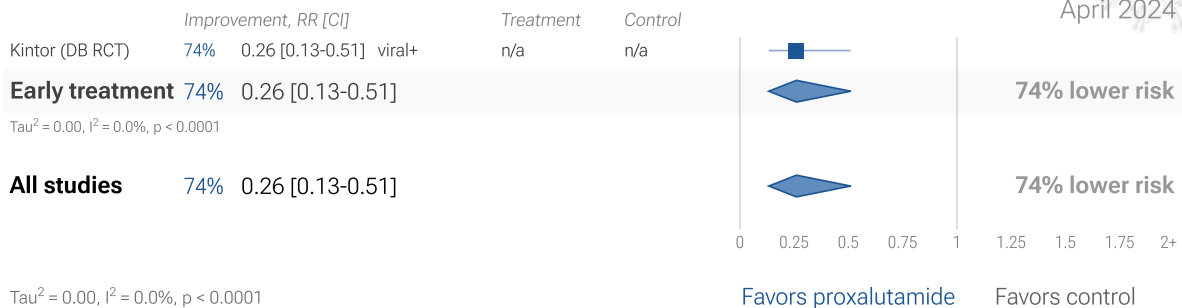 April 2024
Improvement, RR [CI] Treatment Control
Kintor (DB RCT) 74% 0.26 [0.13-0.51] viral+ n/a n/a
Early treatment 74% 0.26 [0.13-0.51] 74% lower risk
Tau² = 0.00, I² = 0.0%, p < 0.0001
All studies 74% 0.26 [0.13-0.51] 74% lower risk
0 0.25 0.5 0.75 1 1.25 1.5 1.75 2+
Tau² = 0.00, I² = 0.0%, p < 0.0001 Favors proxalutamide Favors control